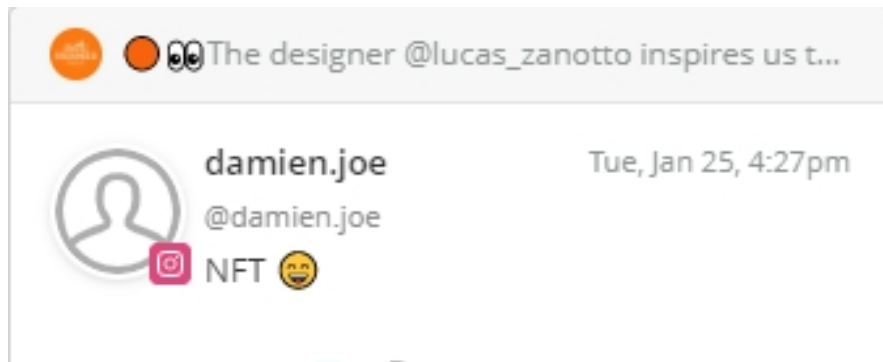 🟠👀The designer @lucas_zanotto inspires us t...
damien.joe
Tue, Jan 25, 4:27pm
@damien.joe
NFT 😄